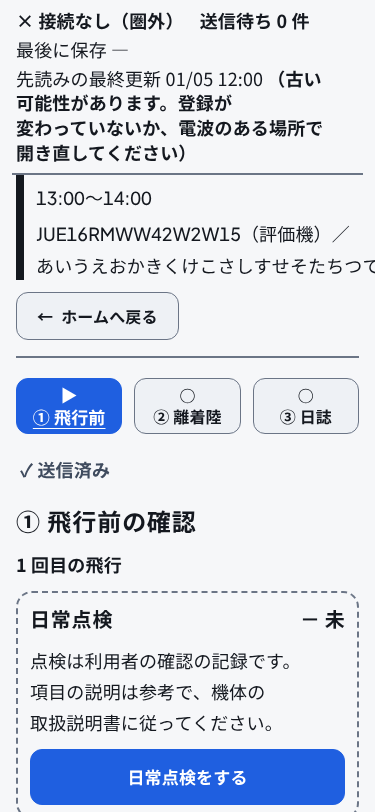 × 接続なし（圏外） 送信待ち 0 件
最後に保存 —
先読みの最終更新 01/05 12:00 （古い
可能性があります。登録が
変わっていないか、電波のある場所で
開き直してください）
13:00〜14:00
JUE16RMWW42W2W15（評価機）／
あいうえおかきくけこさしすせそたちつて
← ホームへ戻る
▶ ○ ○
① 飛行前 ② 離着陸 ③ 日誌
✓ 送信済み
① 飛行前の確認
1 回目の飛行
日常点検 — 未
点検は利用者の確認の記録です。
項目の説明は参考で、機体の
取扱説明書に従ってください。
日常点検をする